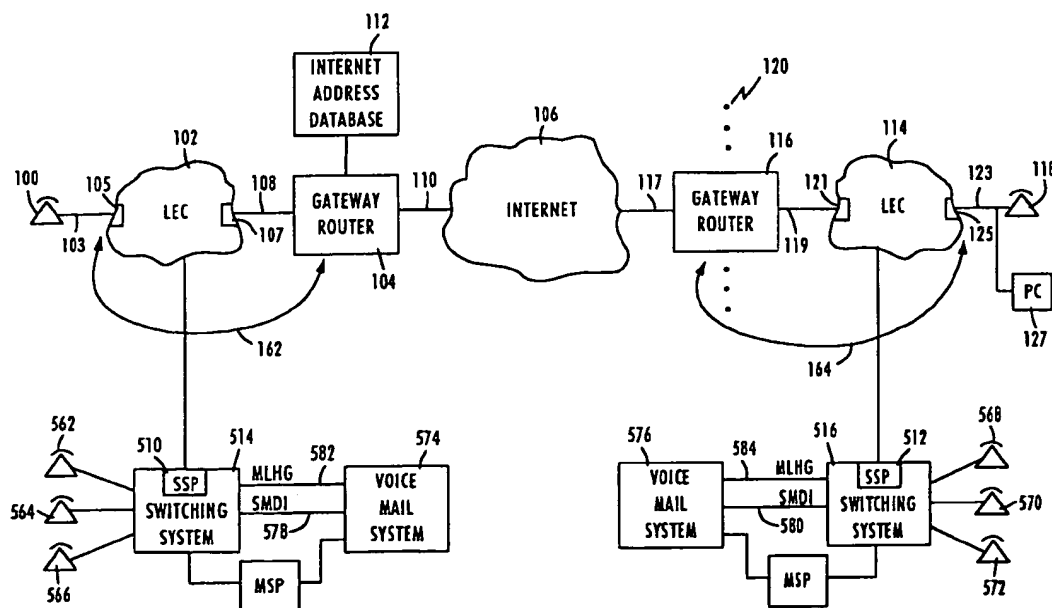 112
INTERNET
ADDRESS
DATABASE
120
106
102
116
114
100
105
108
110
117
121
123
118
LEC
GATEWAY
ROUTER
INTERNET
GATEWAY
ROUTER
LEC
103
107
104
119
125
PC
127
162
164
562
510
514
582
574
576
584
516
512
568
SSP
MLHG
VOICE
MAIL
SYSTEM
VOICE
MAIL
SYSTEM
MLHG
SSP
564
SWITCHING
SYSTEM
SMDI
578
SMDI
580
SWITCHING
SYSTEM
570
566
MSP
MSP
572